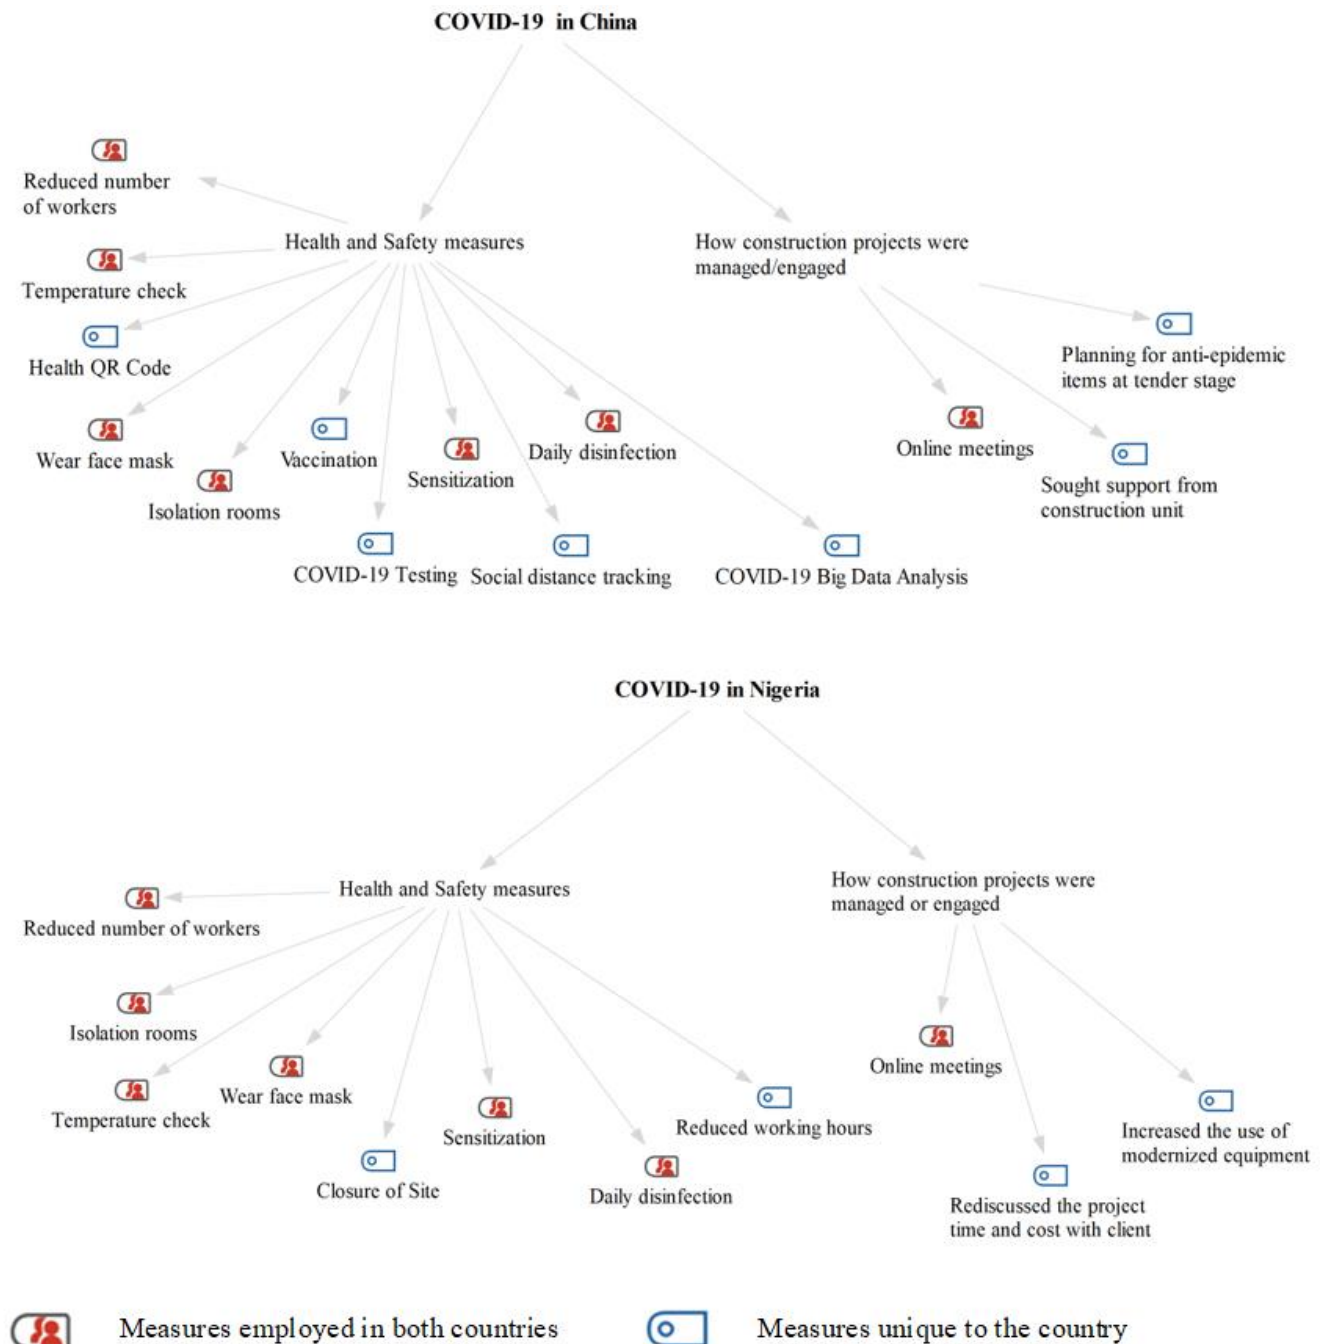 COVID-19 in China
Reduced number
of workers
Health and Safety measures
How construction projects were
managed/engaged
Temperature check
Health QR Code
Planning for anti-epidemic
items at tender stage
Wear face mask
Vaccination
Sensitization
Daily disinfection
Online meetings
Isolation rooms
Sought support from
construction unit
COVID-19 Testing
Social distance tracking
COVID-19 Big Data Analysis
COVID-19 in Nigeria
Health and Safety measures
How construction projects were
managed or engaged
Reduced number of workers
Isolation rooms
Online meetings
Temperature check
Wear face mask
Sensitization
Reduced working hours
Increased the use of
modernized equipment
Closure of Site
Daily disinfection
Rediscussed the project
time and cost with client
Measures employed in both countries
Measures unique to the country